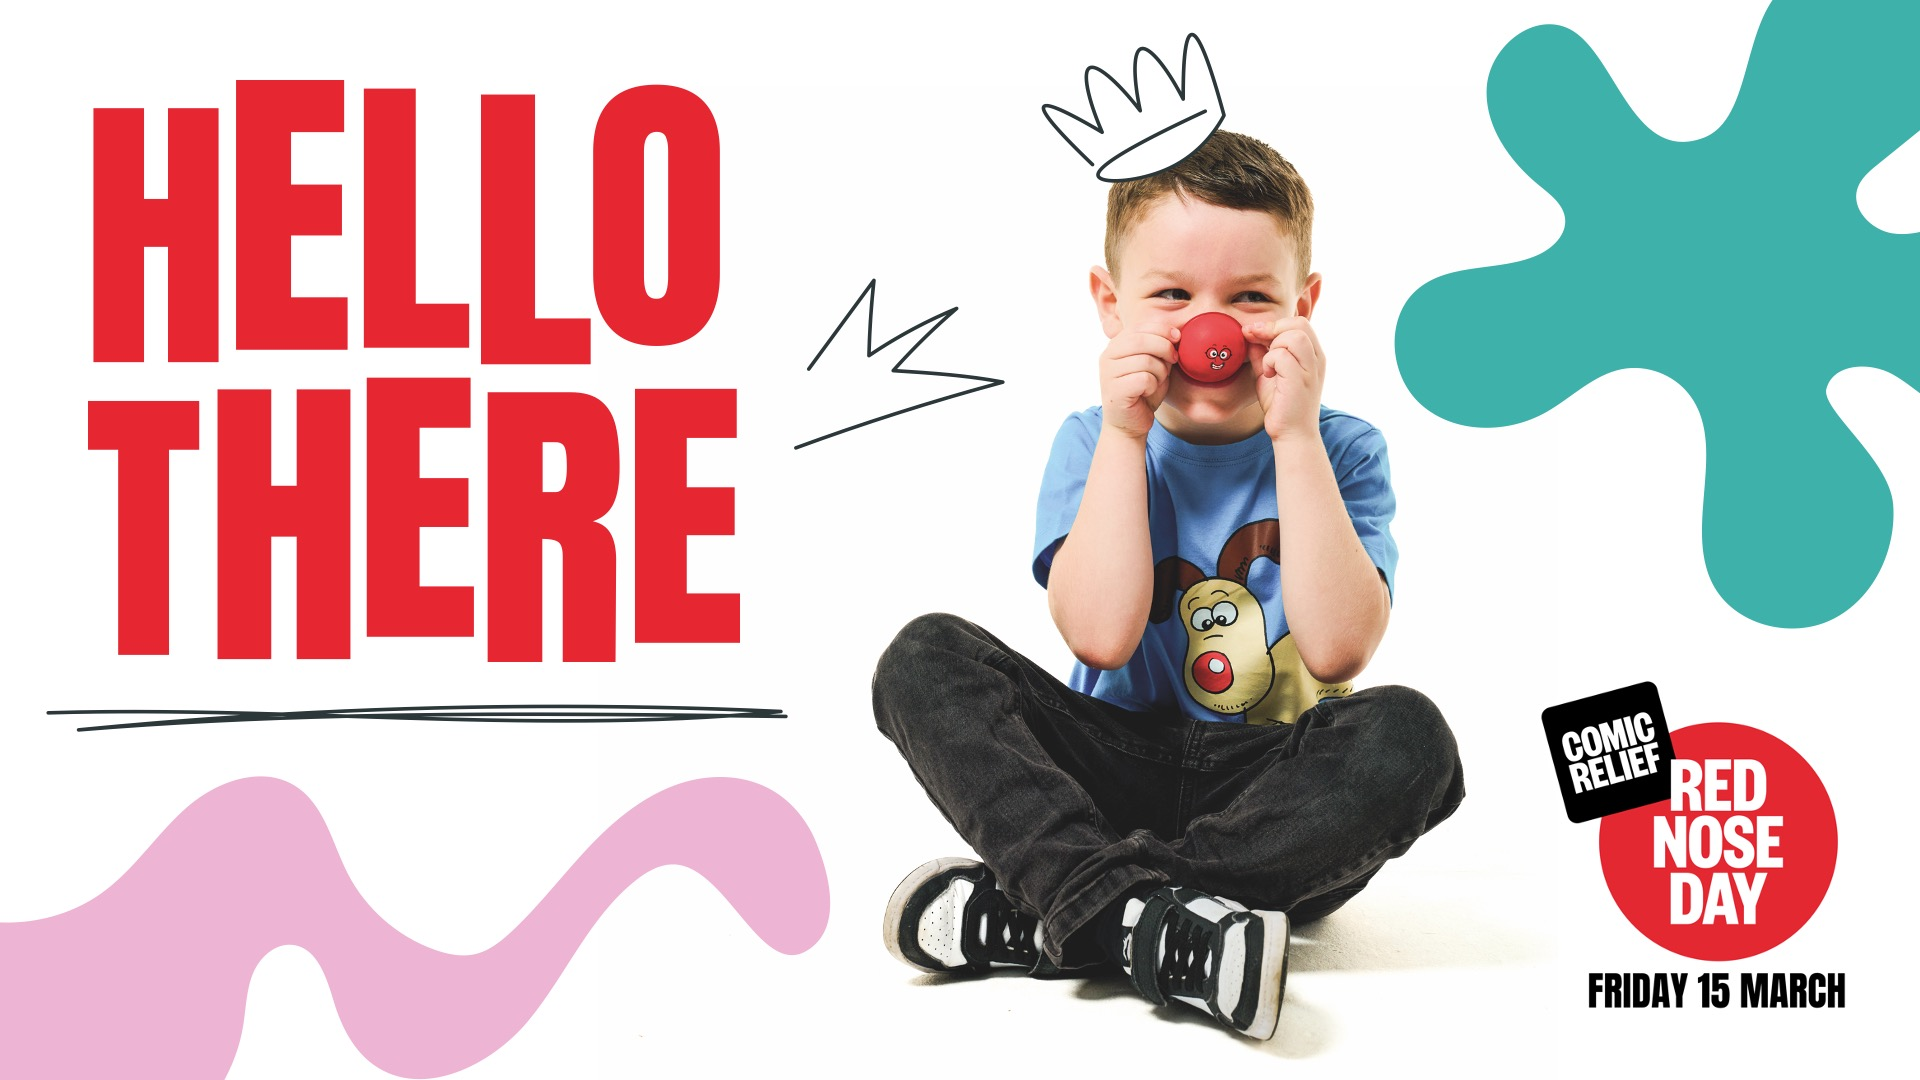 HELLO
THERE
COMIC
RELIEF
RED
NOSE
DAY
FRIDAY 15 MARCH